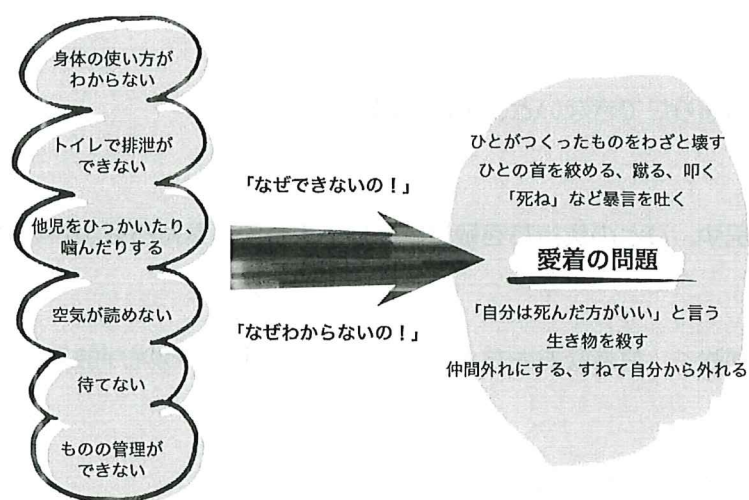 身体の使い方が
わからない
トイレで排泄が
できない
他児をひっかいたり、
噛んだりする
空気が読めない
待てない
ものの管理が
できない
「なぜできないの！」
「なぜわからないの！」
ひとがつくったものをわざと壊す
ひとの首を絞める、蹴る、叩く
「死ね」など暴言を吐く
愛着の問題
「自分は死んだ方がいい」と言う
生き物を殺す
仲間外れにする、すねて自分から外れる